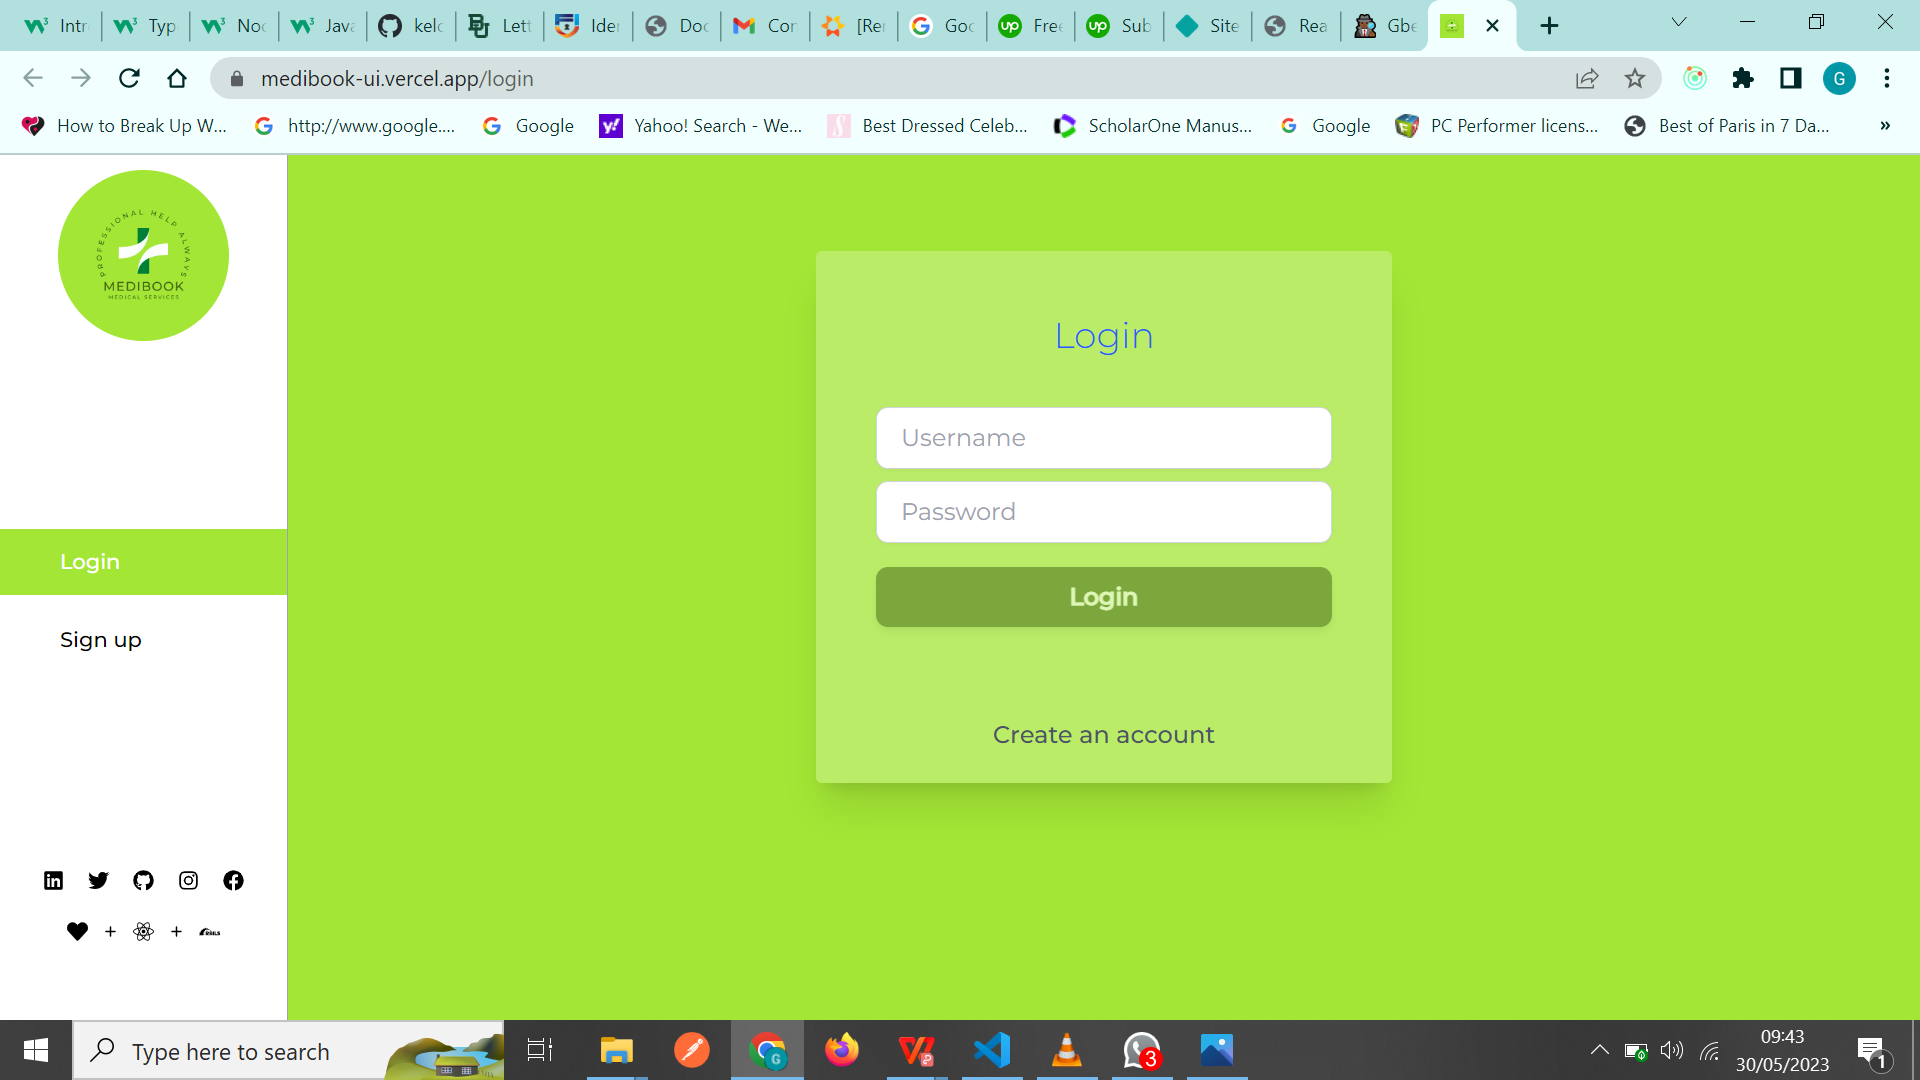 Intr
Typ
Noc
Java
kelc
Lett
Ider
Doc
Cor
[Rer
Goc
Free
Sub
Site
Rea
Gbe
medibook-ui.vercel.app/login
G
How to Break Up W...
http://www.google....
Google
Yahoo! Search - We...
Best Dressed Celeb...
ScholarOne Manus...
Google
PC Performer licens...
Best of Paris in 7 Da...
»
PROFESSIONAL HELP ALWAYS
MEDIBOOK
MEDICAL SERVICES
Login
Sign up
+ +
RAILS
Login
Username
Password
Login
Create an account
Type here to search
G
3
09:43
30/05/2023
1